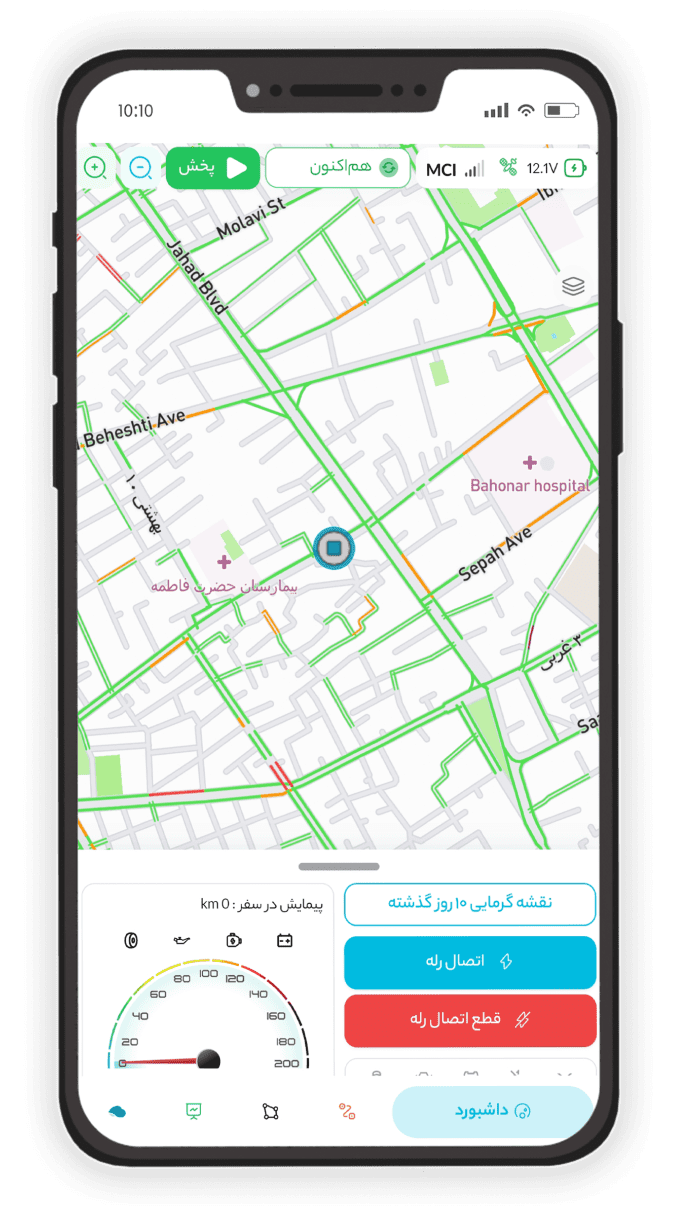 10:10
پخش
هم‌اکنون
MCI
12.1V
Molavi St
Jahad Blvd
Beheshti Ave
بهشتی ۱۰
Bahonar hospital
بیمارستان حضرت فاطمه
Sepah Ave
۳ غربی
پیمایش در سفر : 0 km
نقشه گرمایی ۱۰ روز گذشته
اتصال رله
قطع اتصال رله
0
20
40
60
80
100
120
140
160
180
200
داشبورد